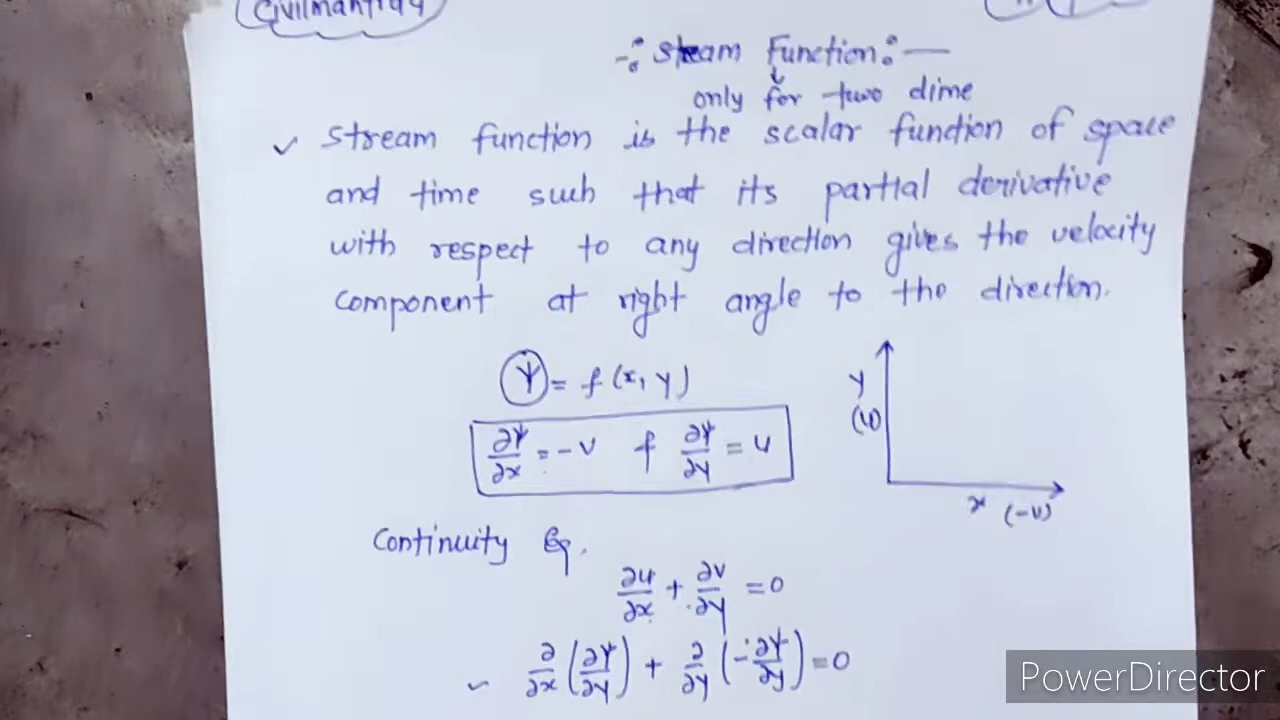 Civilmantraa
-: Steam Function:—
↓
only for two dime
✓ Stream function is the scalar function of space
and time such that its partial derivative
with respect to any direction gives the velocity
component at right angle to the direction.
Ψ = f (x, y)
∂Ψ/∂x = -v f ∂Ψ/∂y = u
y
(u)
x (-v)
Continuity Eq.
∂u/∂x + ∂v/∂y = 0
✓ ∂/∂x (∂Ψ/∂y) + ∂/∂y (-∂Ψ/∂y) = 0
PowerDirector